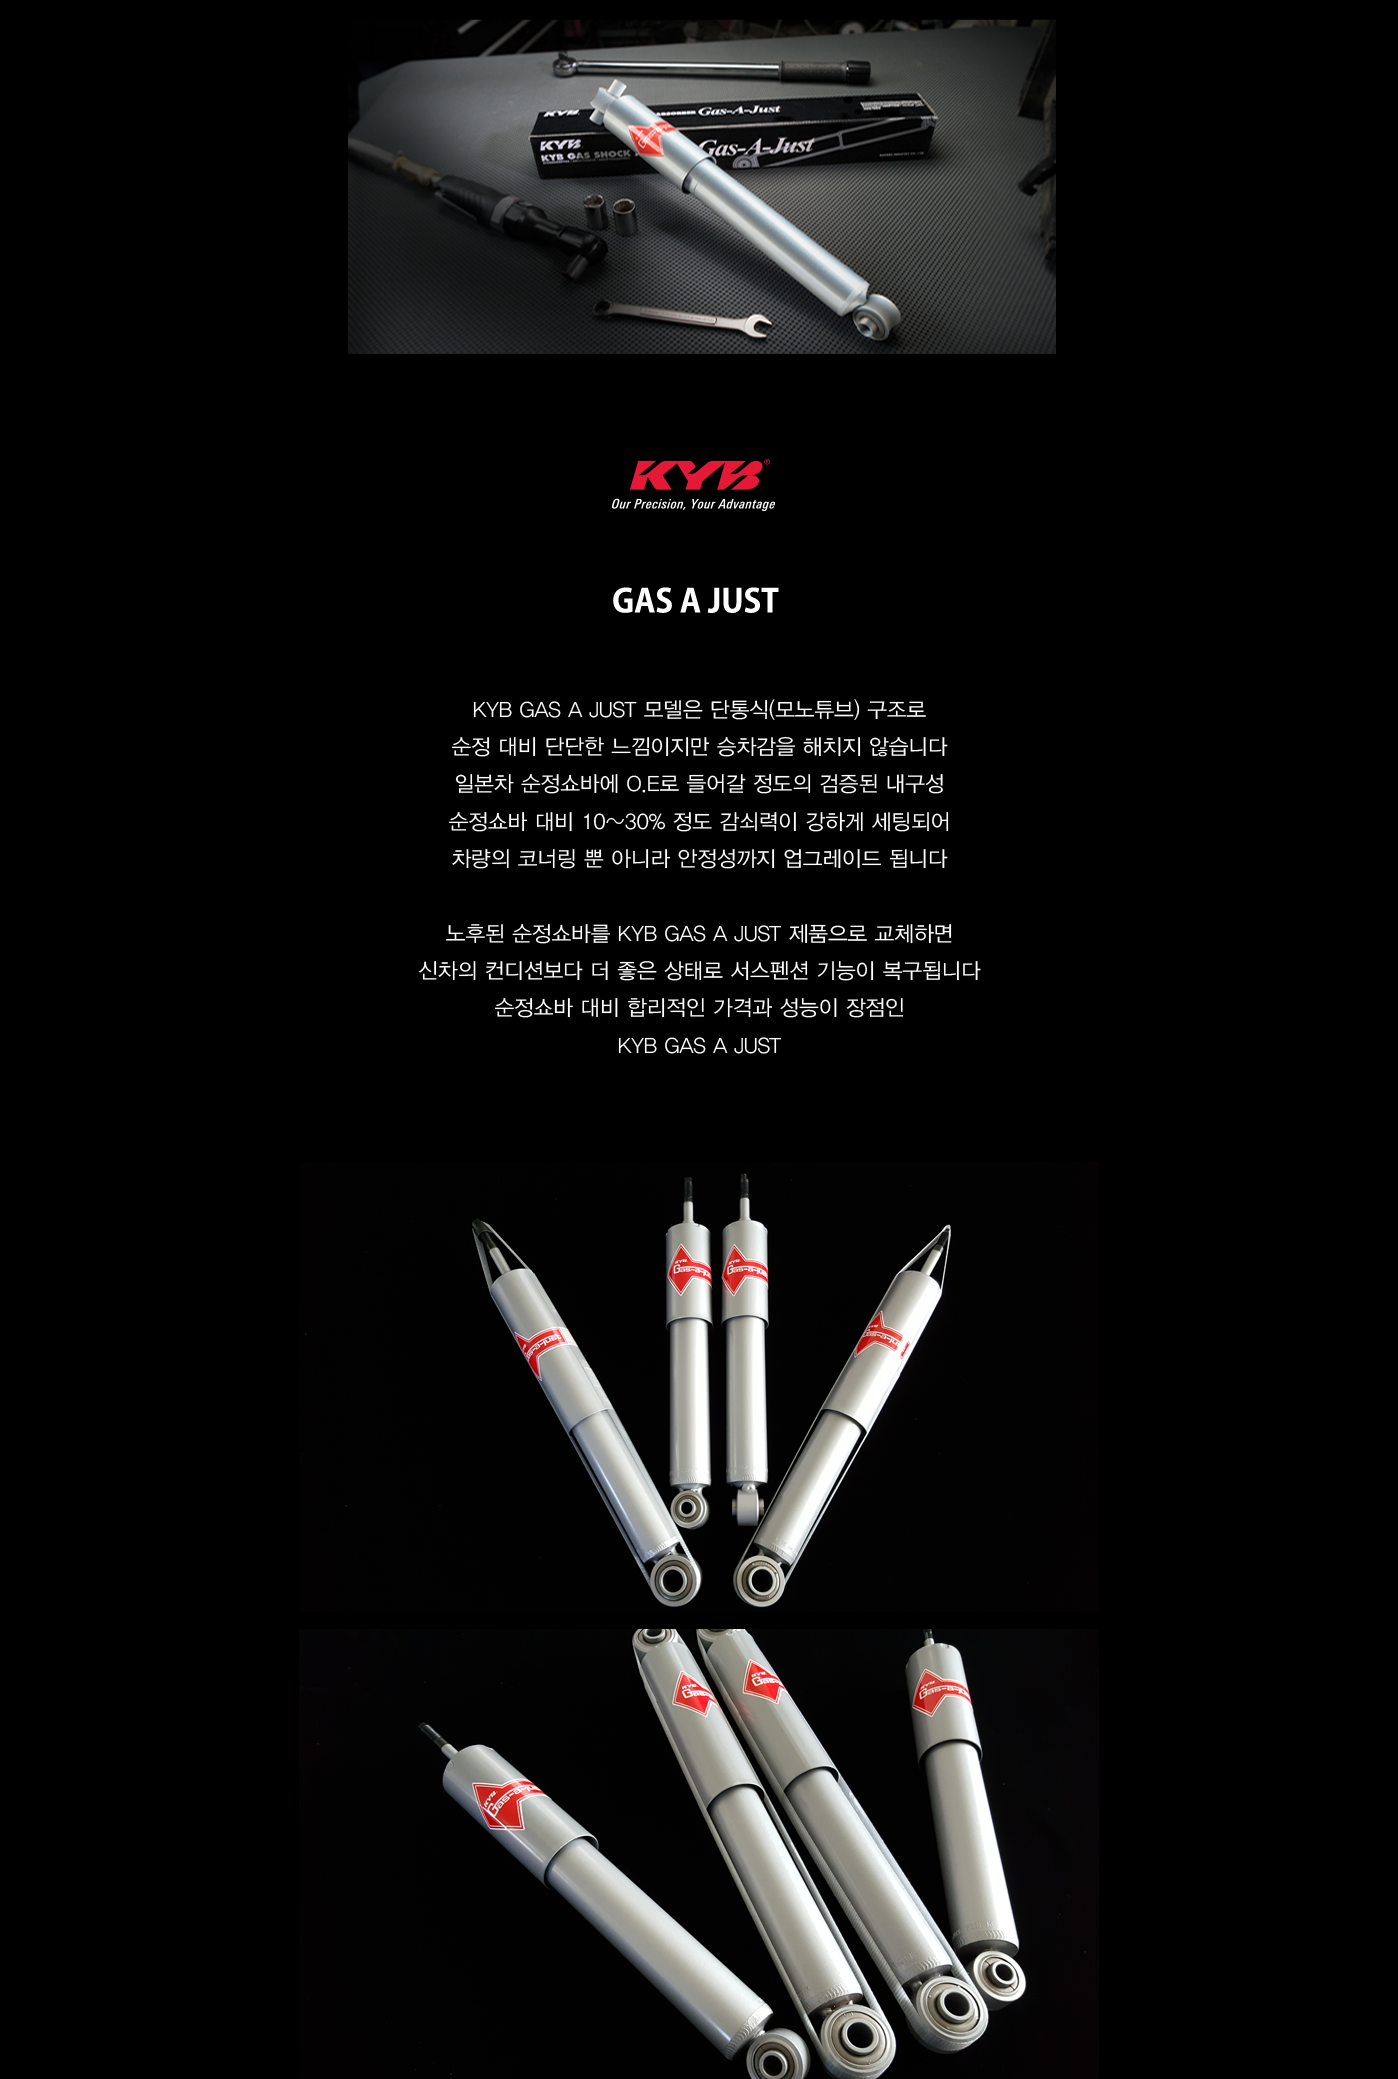 KYB ABSORBER Gas-A-Just
KYB Gas-A-Just
KYB GAS SHOCK
KYB®
Our Precision, Your Advantage
GAS A JUST
KYB GAS A JUST 모델은 단통식(모노튜브) 구조로
순정 대비 단단한 느낌이지만 승차감을 해치지 않습니다
일본차 순정쇼바에 O.E로 들어갈 정도의 검증된 내구성
순정쇼바 대비 10~30% 정도 감쇠력이 강하게 세팅되어
차량의 코너링 뿐 아니라 안정성까지 업그레이드 됩니다
노후된 순정쇼바를 KYB GAS A JUST 제품으로 교체하면
신차의 컨디션보다 더 좋은 상태로 서스펜션 기능이 복구됩니다
순정쇼바 대비 합리적인 가격과 성능이 장점인
KYB GAS A JUST
KYB
KYB
KYB
KYB
KYB
KYB